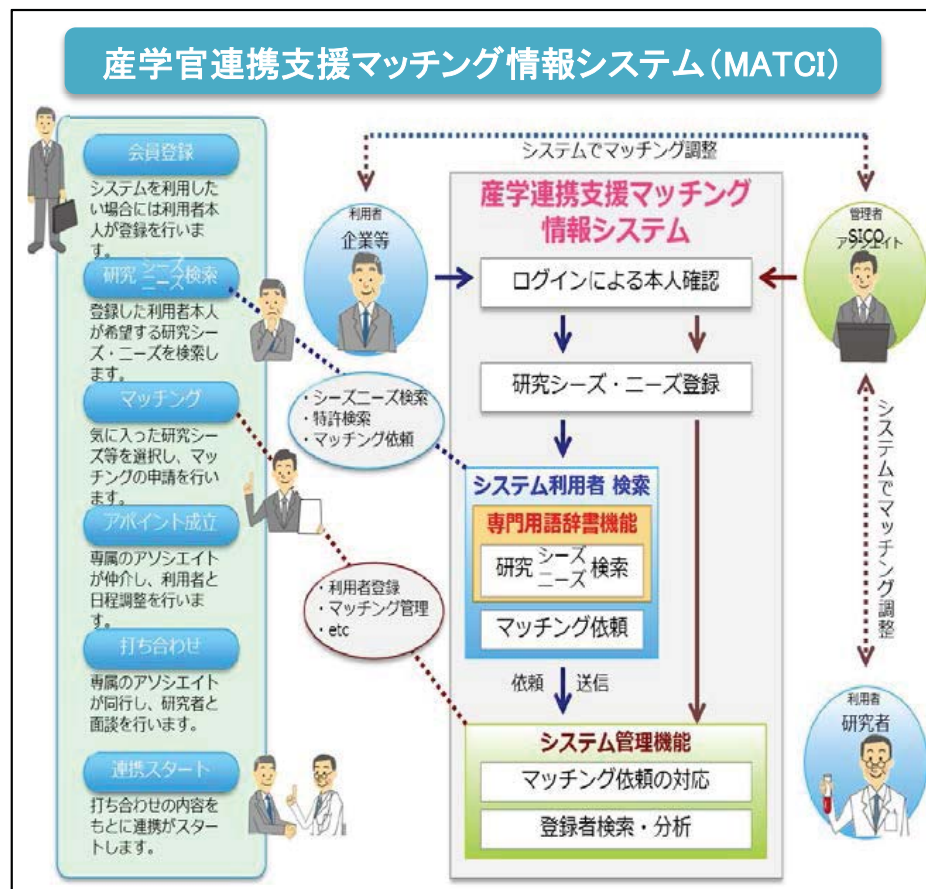 産学官連携支援マッチング情報システム(MATCI)
会員登録
システムを利用した
い場合には利用者本
人が登録を行いま
す。
研究シーズニーズ検索
登録した利用者本人
が希望する研究シー
ズ・ニーズを検索し
ます。
マッチング
気に入った研究シー
ズ等を選択し、マッ
チングの申請を行い
ます。
アポイント成立
専属のアソシエイト
が仲介し、利用者と
日程調整を行いま
す。
打ち合わせ
専属のアソシエイト
が同行し、研究者と
面談を行います。
連携スタート
打ち合わせの内容を
もとに連携がスター
トします。
システムでマッチング調整
利用者
企業等
産学連携支援マッチング
情報システム
管理者
SICO
アソシエイト
ログインによる本人確認
研究シーズ・ニーズ登録
・シーズニーズ検索
・特許検索
・マッチング依頼
システム利用者 検索
専門用語辞書機能
研究 シーズ ニーズ 検索
マッチング依頼
・利用者登録
・マッチング管理
・etc
依頼 送信
システム管理機能
マッチング依頼の対応
登録者検索・分析
システムでマッチング調整
利用者
研究者